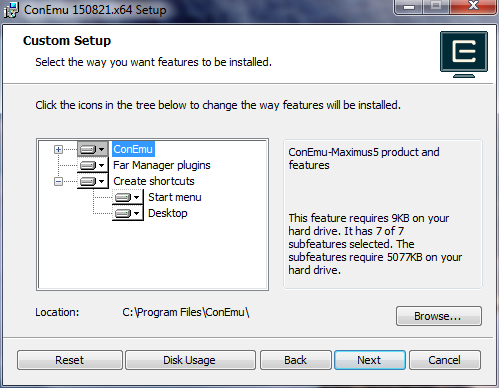 ConEmu 150821.x64 Setup
Custom Setup
Select the way you want features to be installed.
Click the icons in the tree below to change the way features will be installed.
ConEmu
Far Manager plugins
Create shortcuts
Start menu
Desktop
ConEmu-Maximus5 product and
features
This feature requires 9KB on your
hard drive. It has 7 of 7
subfeatures selected. The
subfeatures require 5077KB on your
hard drive.
Location: C:\Program Files\ConEmu\
Browse...
Reset Disk Usage Back Next Cancel